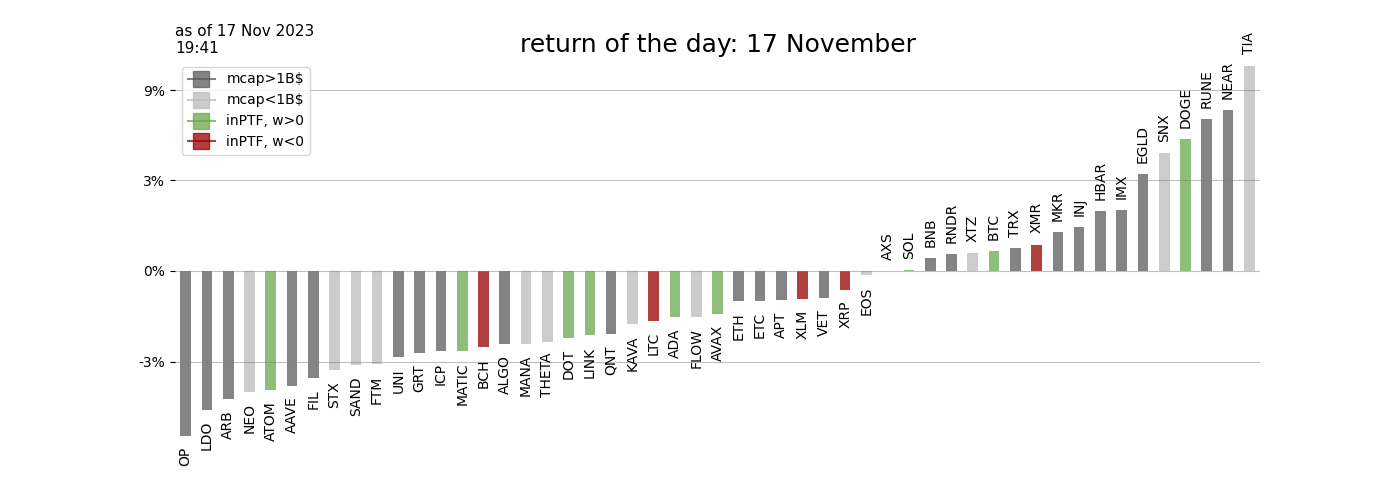 as of 17 Nov 2023
19:41
return of the day: 17 November
mcap>1B$
mcap<1B$
inPTF, w>0
inPTF, w<0
9%
3%
0%
-3%
OP
LDO
ARB
NEO
ATOM
AAVE
FIL
STX
SAND
FTM
UNI
GRT
ICP
MATIC
BCH
ALGO
MANA
THETA
DOT
LINK
QNT
KAVA
LTC
ADA
FLOW
AVAX
ETH
ETC
APT
XLM
VET
XRP
EOS
AXS
SOL
BNB
RNDR
XTZ
BTC
TRX
XMR
MKR
INJ
HBAR
IMX
EGLD
SNX
DOGE
RUNE
NEAR
TIA